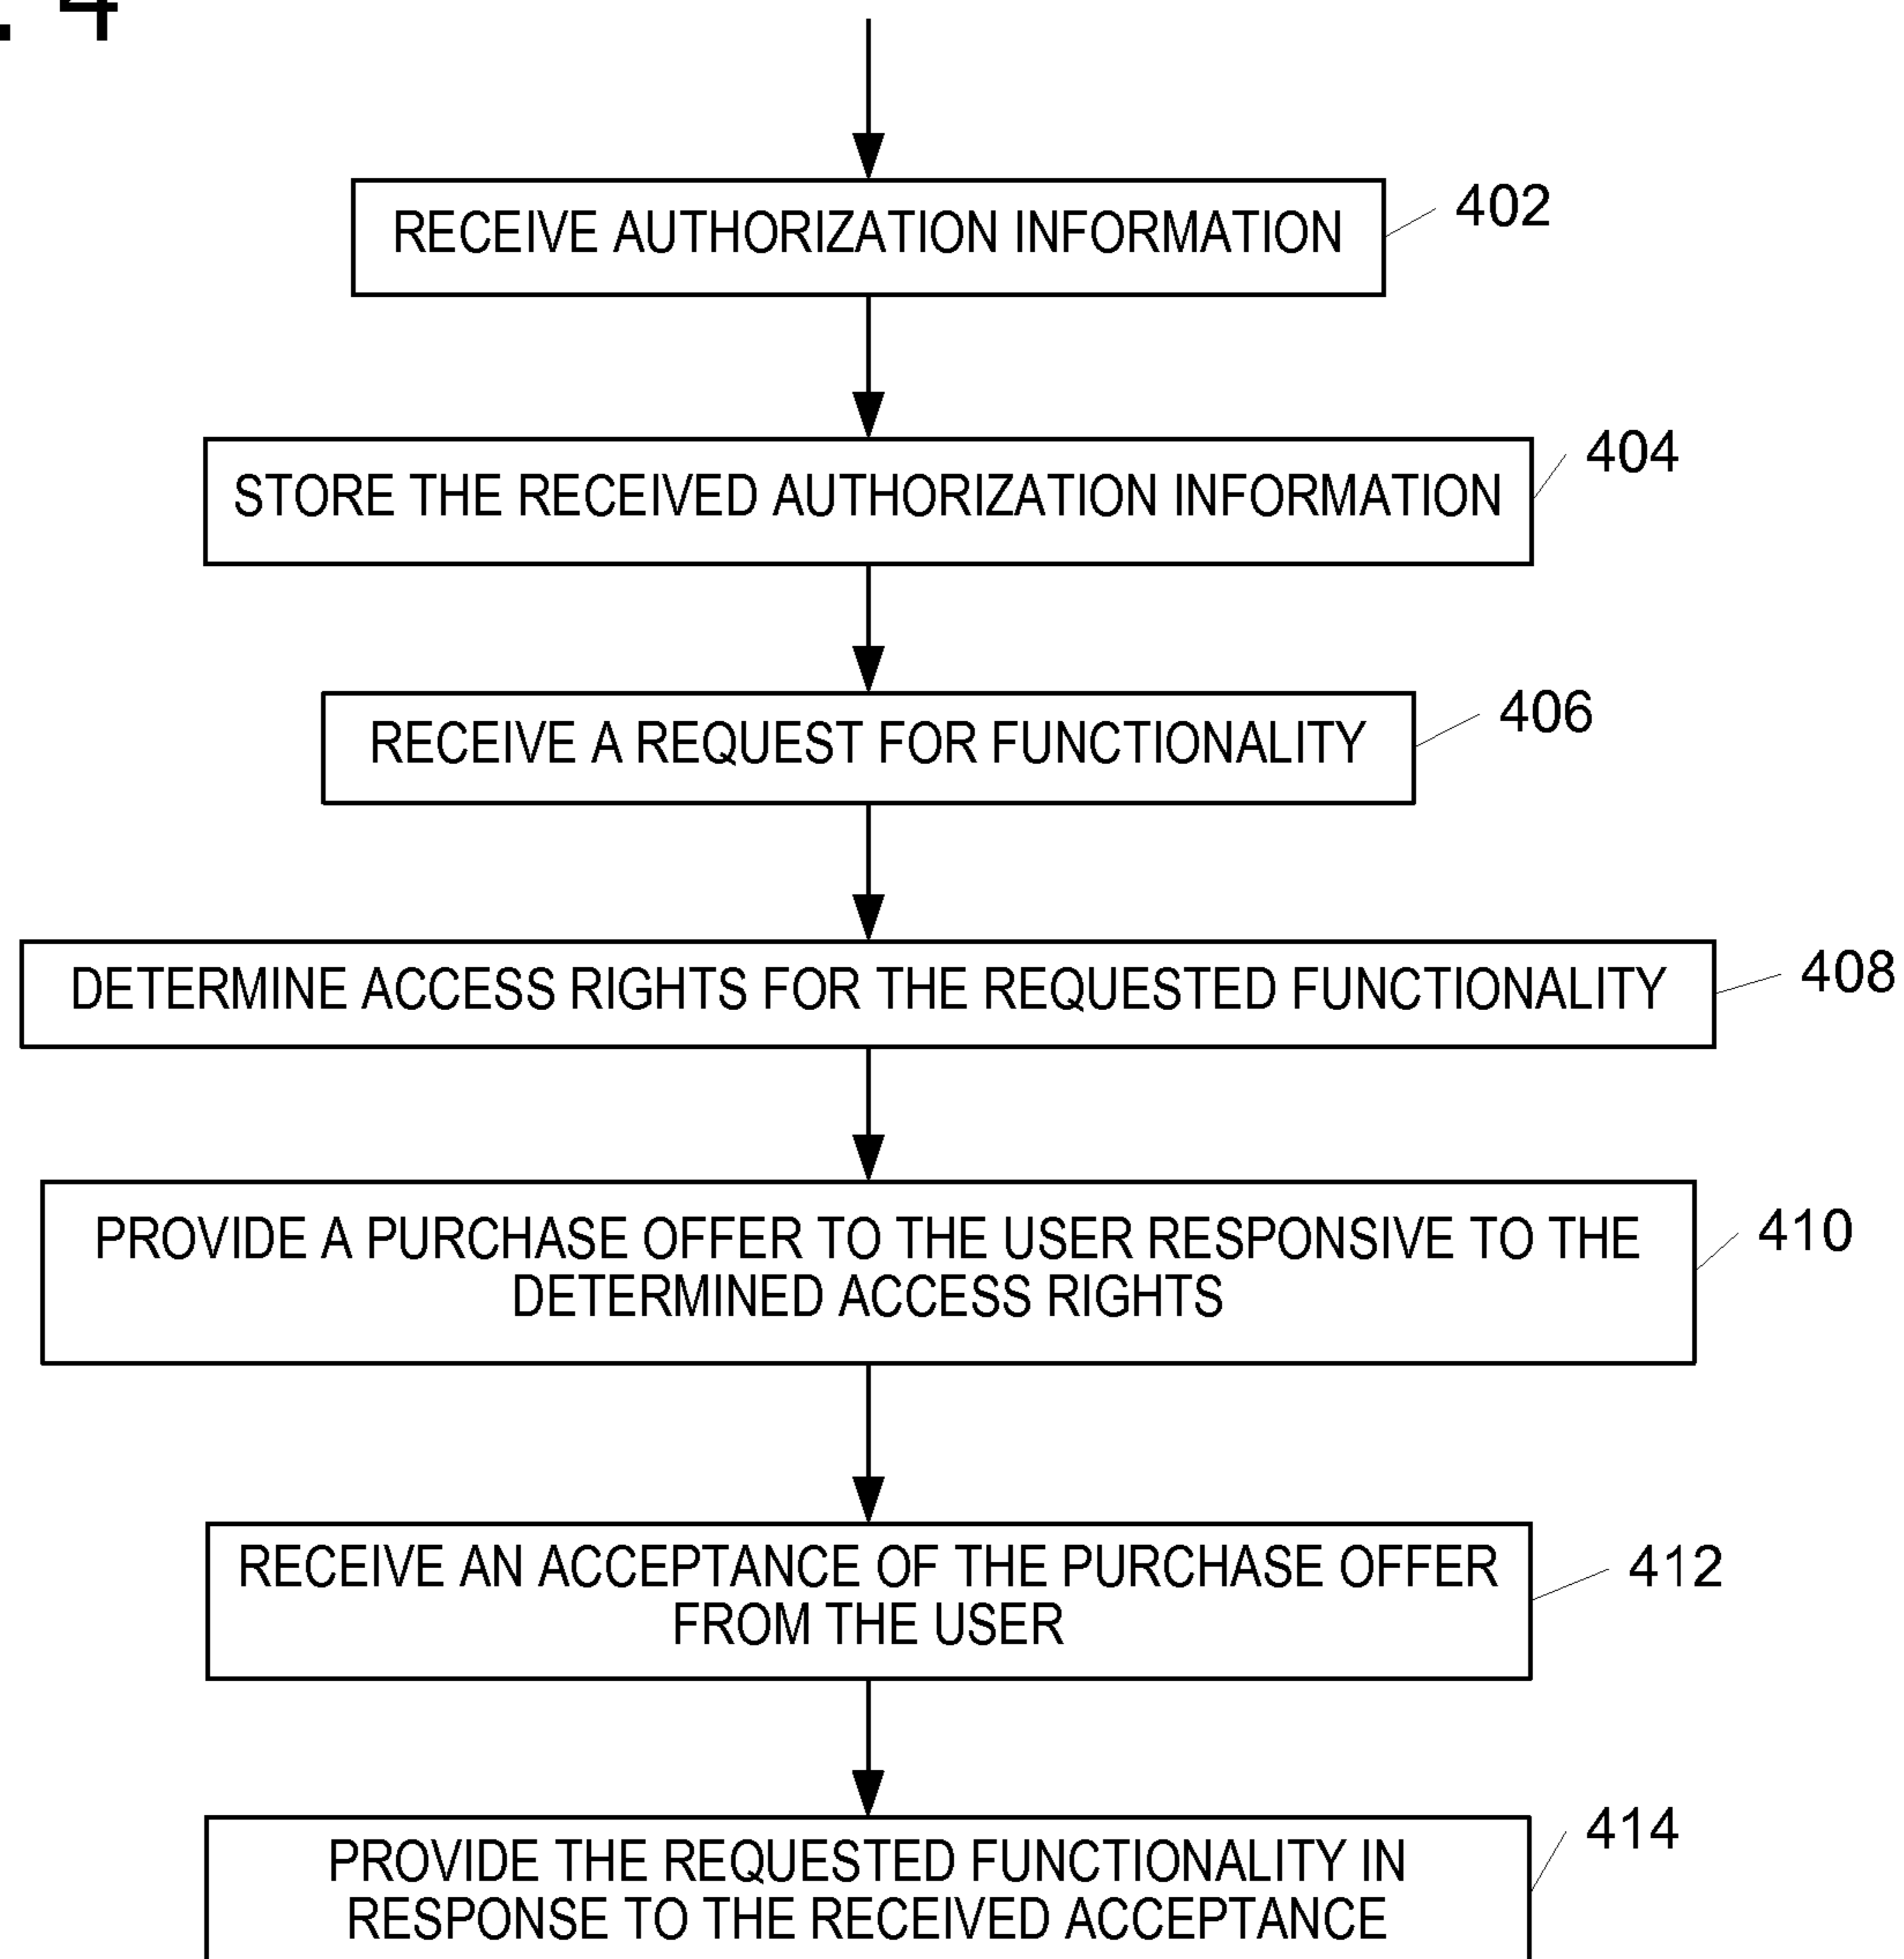 . 4
RECEIVE AUTHORIZATION INFORMATION
402
STORE THE RECEIVED AUTHORIZATION INFORMATION
404
RECEIVE A REQUEST FOR FUNCTIONALITY
406
DETERMINE ACCESS RIGHTS FOR THE REQUESTED FUNCTIONALITY
408
PROVIDE A PURCHASE OFFER TO THE USER RESPONSIVE TO THE
DETERMINED ACCESS RIGHTS
410
RECEIVE AN ACCEPTANCE OF THE PURCHASE OFFER
FROM THE USER
412
PROVIDE THE REQUESTED FUNCTIONALITY IN
RESPONSE TO THE RECEIVED ACCEPTANCE
414